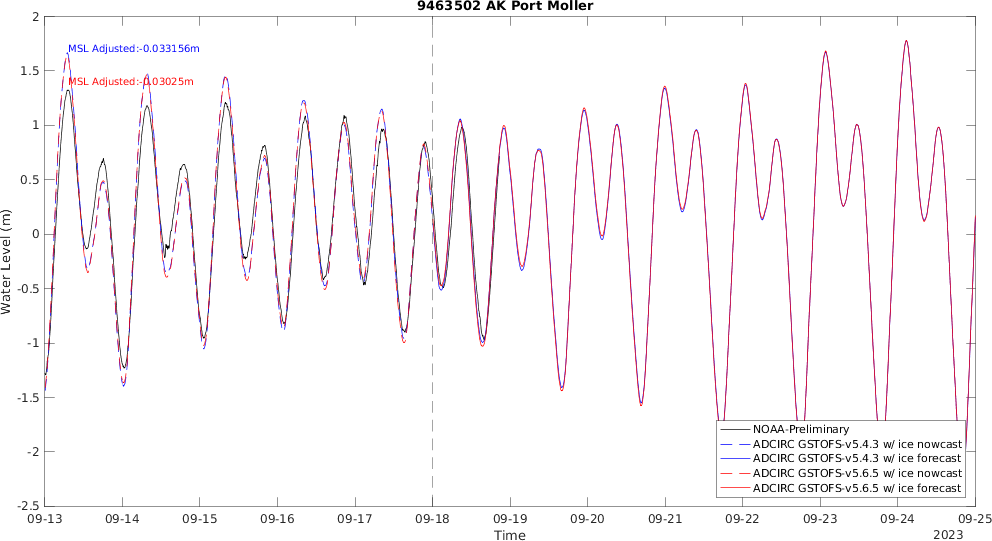 9463502 AK Port Moller
MSL Adjusted:-0.033156m
MSL Adjusted:-0.03025m
Water Level (m)
2
1.5
1
0.5
0
-0.5
-1
-1.5
-2
-2.5
NOAA-Preliminary
ADCIRC GSTOFS-v5.4.3 w/ ice nowcast
ADCIRC GSTOFS-v5.4.3 w/ ice forecast
ADCIRC GSTOFS-v5.6.5 w/ ice nowcast
ADCIRC GSTOFS-v5.6.5 w/ ice forecast
09-13 09-14 09-15 09-16 09-17 09-18 09-19 09-20 09-21 09-22 09-23 09-24 09-25
Time
2023